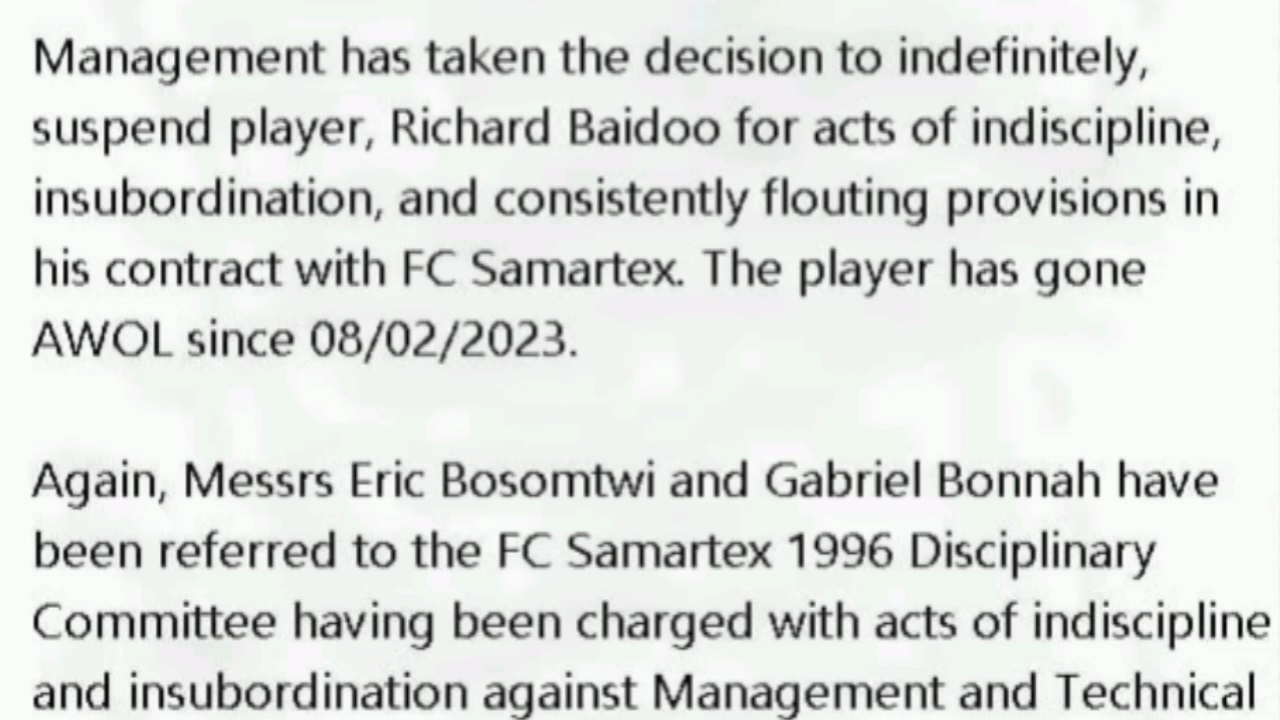 Management has taken the decision to indefinitely,
suspend player, Richard Baidoo for acts of indiscipline,
insubordination, and consistently flouting provisions in
his contract with FC Samartex. The player has gone
AWOL since 08/02/2023.
Again, Messrs Eric Bosomtwi and Gabriel Bonnah have
been referred to the FC Samartex 1996 Disciplinary
Committee having been charged with acts of indiscipline
and insubordination against Management and Technical